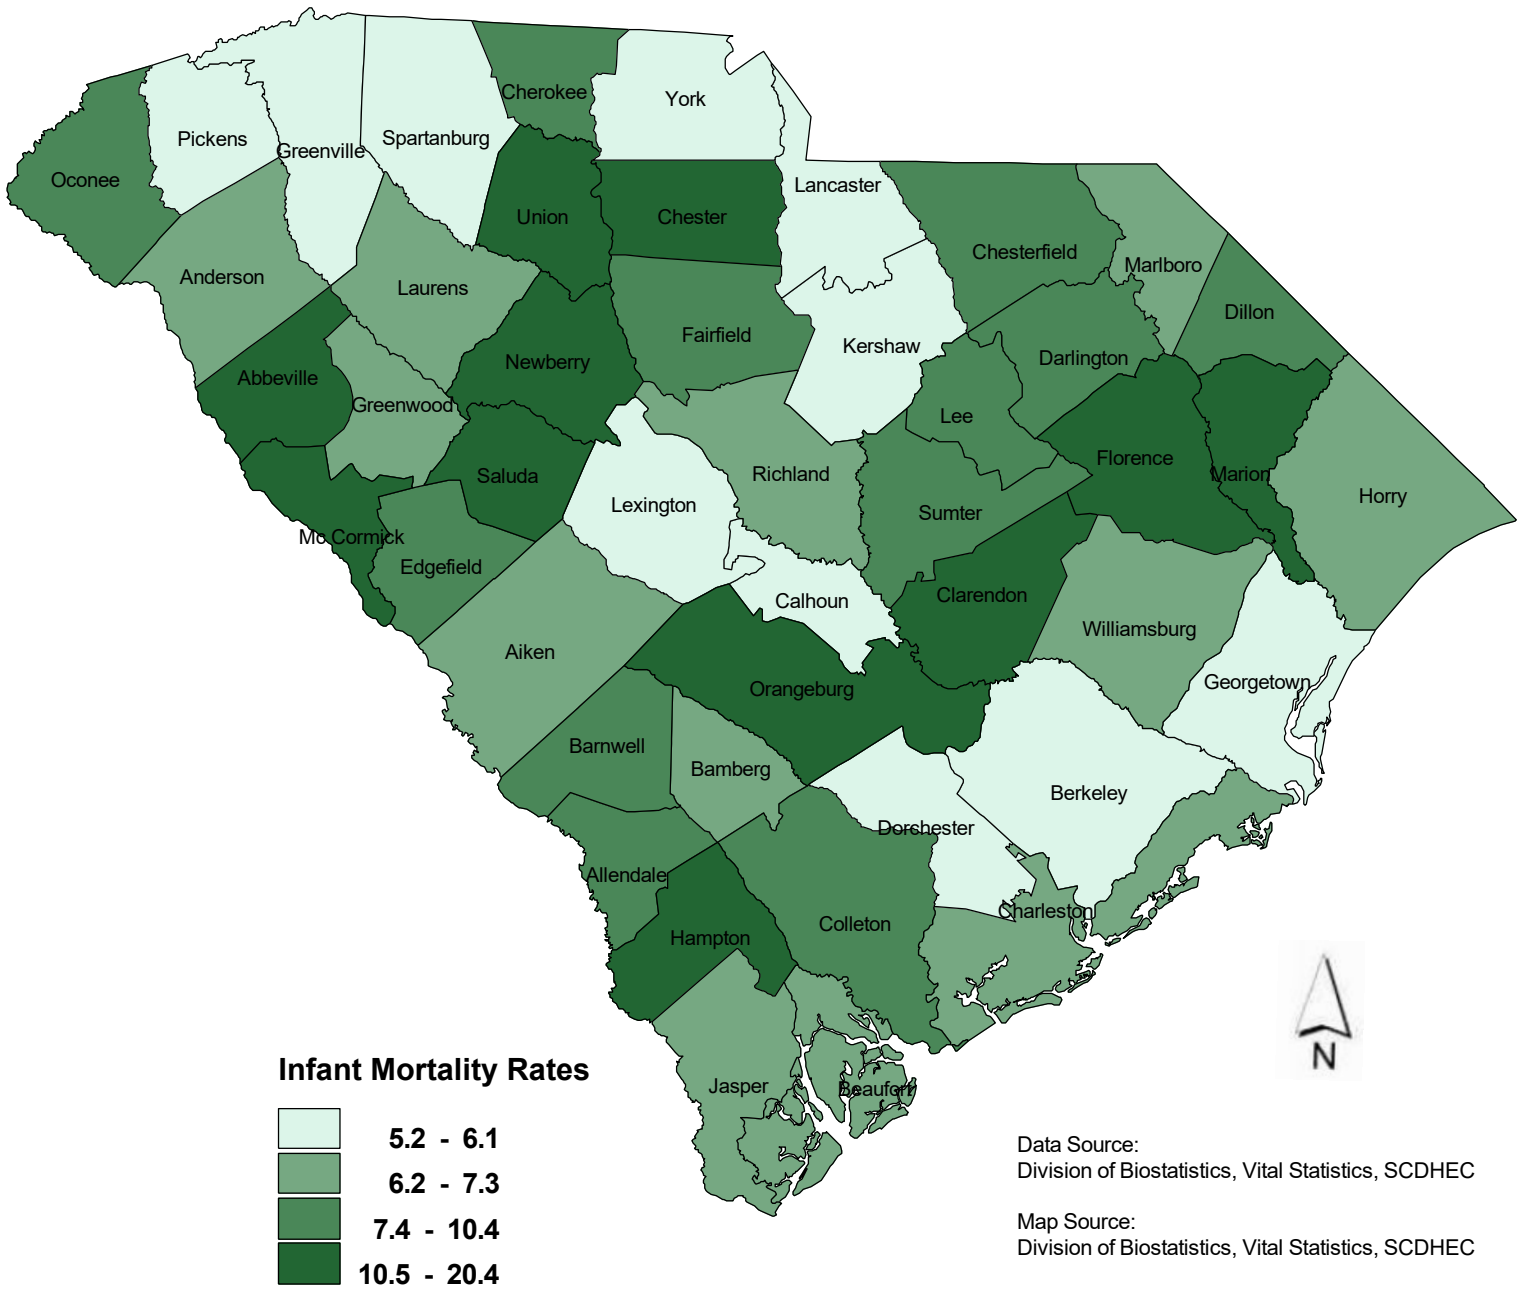 Cherokee
York
Pickens
Greenville
Spartanburg
Oconee
Lancaster
Union
Chester
Chesterfield
Marlboro
Anderson
Laurens
Dillon
Fairfield
Kershaw
Darlington
Newberry
Abbeville
Greenwood
Lee
Florence
Marion
Saluda
Richland
Lexington
Horry
Sumter
Mc Cormick
Edgefield
Calhoun
Clarendon
Williamsburg
Aiken
Orangeburg
Georgetown
Barnwell
Bamberg
Berkeley
Dorchester
Allendale
Charleston
Colleton
Hampton
Jasper
Beaufort
N
Infant Mortality Rates
5.2 - 6.1
6.2 - 7.3
7.4 - 10.4
10.5 - 20.4
Data Source:
Division of Biostatistics, Vital Statistics, SCDHEC
Map Source:
Division of Biostatistics, Vital Statistics, SCDHEC